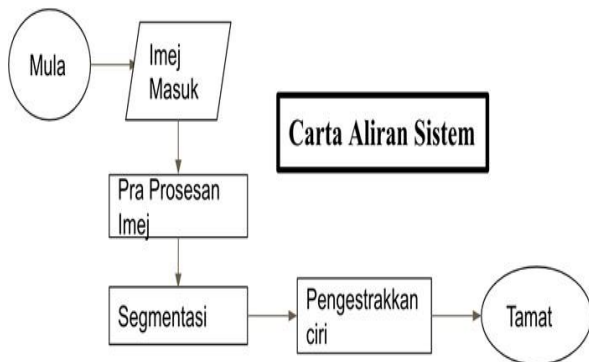 Mula
Imej
Masuk
Carta Aliran Sistem
Pra Prosesan
Imej
Segmentasi
Pengestrakkan
ciri
Tamat